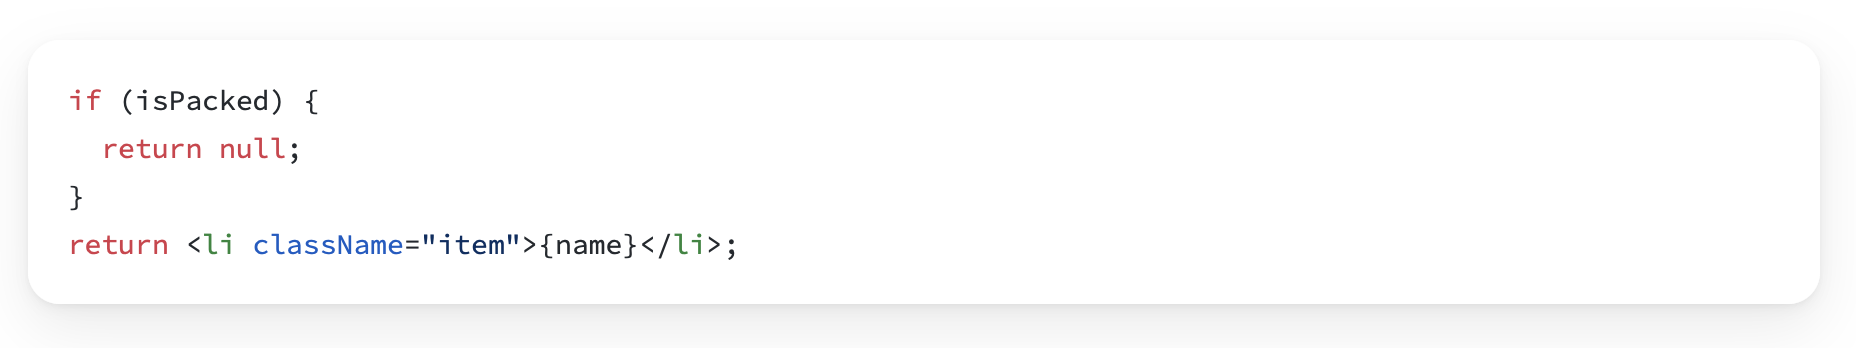 if (isPacked) {
  return null;
}
return <li className="item">{name}</li>;